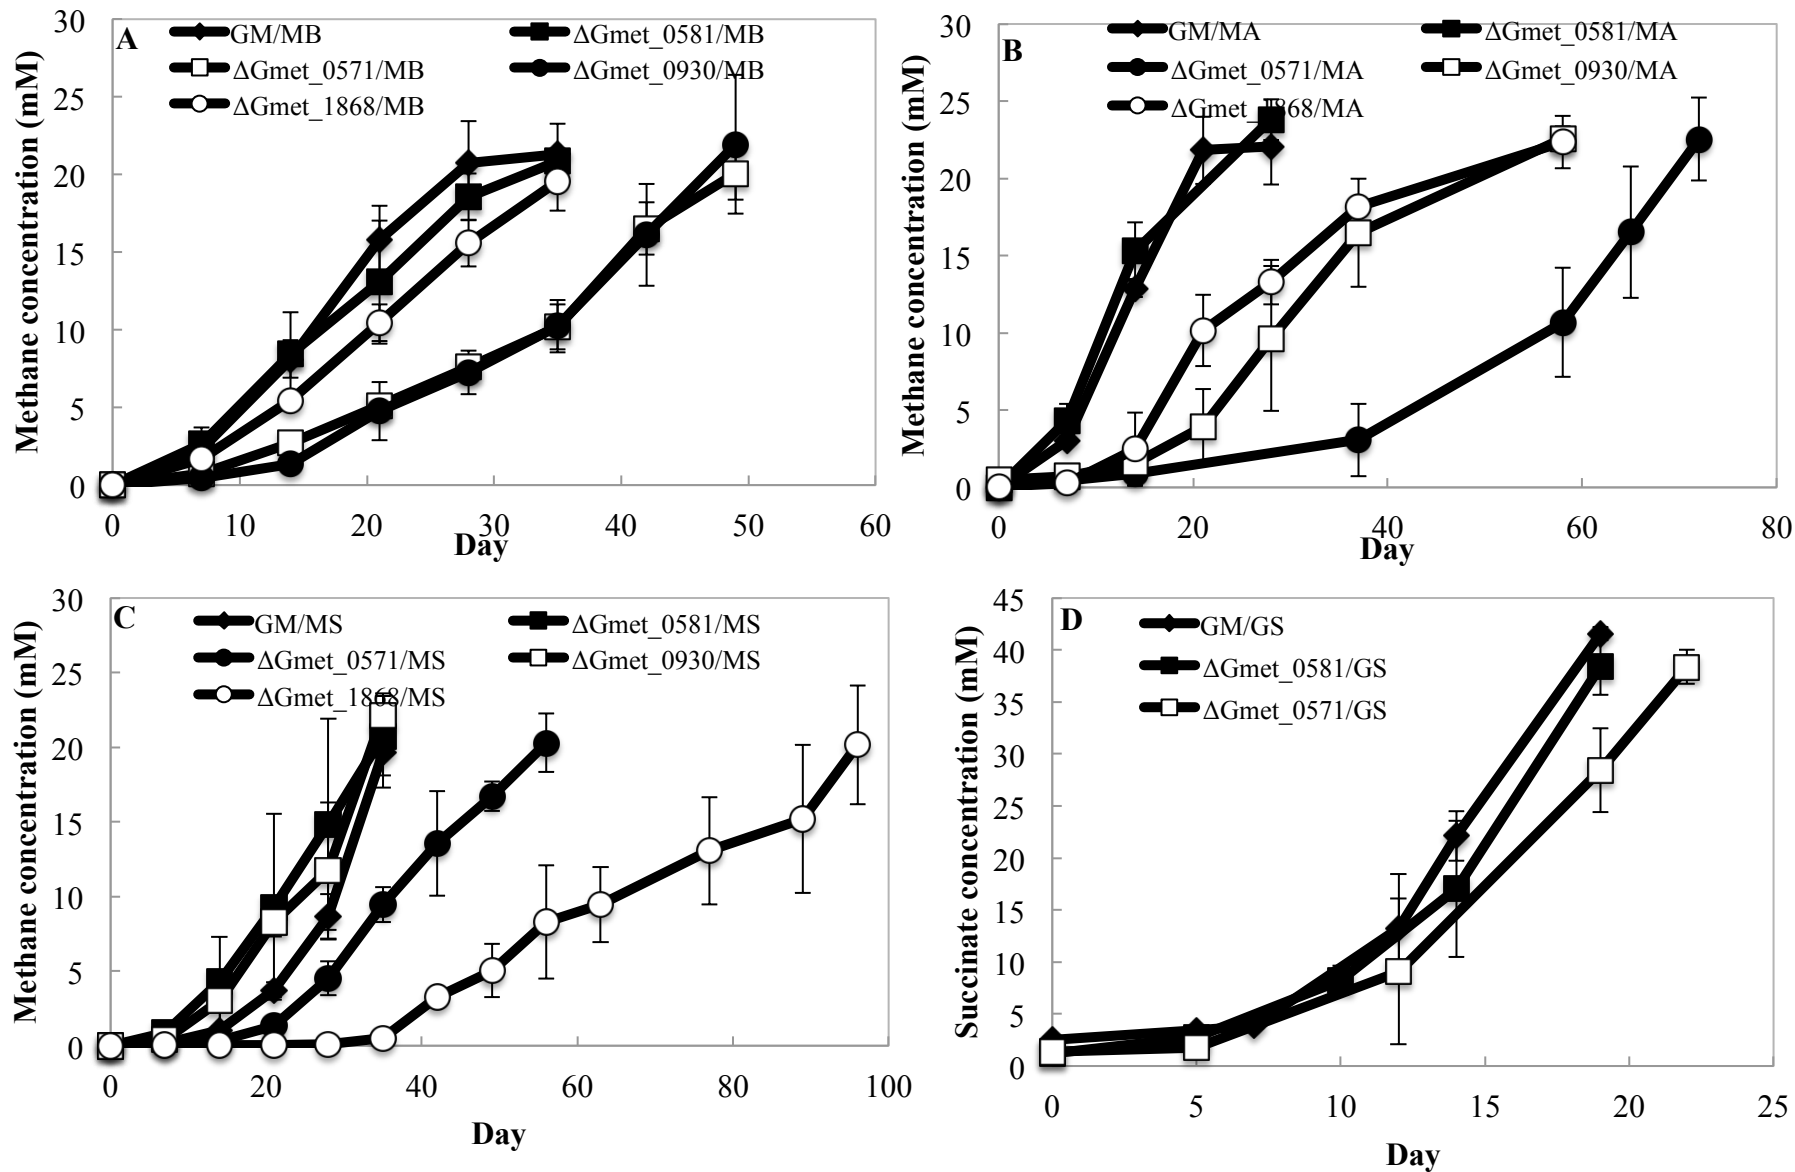 A
GM/MB
ΔGmet_0581/MB
ΔGmet_0571/MB
ΔGmet_0930/MB
ΔGmet_1868/MB
Methane concentration (mM)
30
25
20
15
10
5
0
0 10 20 30 40 50 60
Day
B
GM/MA
ΔGmet_0581/MA
ΔGmet_0571/MA
ΔGmet_0930/MA
ΔGmet_1868/MA
Methane concentration (mM)
30
25
20
15
10
5
0
0 20 40 60 80
Day
C
GM/MS
ΔGmet_0581/MS
ΔGmet_0571/MS
ΔGmet_0930/MS
ΔGmet_1868/MS
Methane concentration (mM)
30
25
20
15
10
5
0
0 20 40 60 80 100
Day
D
GM/GS
ΔGmet_0581/GS
ΔGmet_0571/GS
Succinate concentration (mM)
45
40
35
30
25
20
15
10
5
0
0 5 10 15 20 25
Day